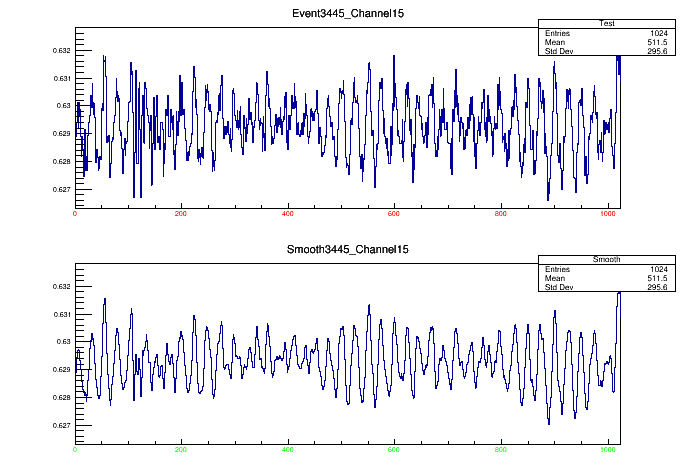 Event3445_Channel15
Test
Entries 1024
Mean 511.5
Std Dev 295.6
0.632
0.631
0.63
0.629
0.628
0.627
0 200 400 600 800 1000
Smooth3445_Channel15
Smooth
Entries 1024
Mean 511.5
Std Dev 295.6
0.632
0.631
0.63
0.629
0.628
0.627
0 200 400 600 800 1000